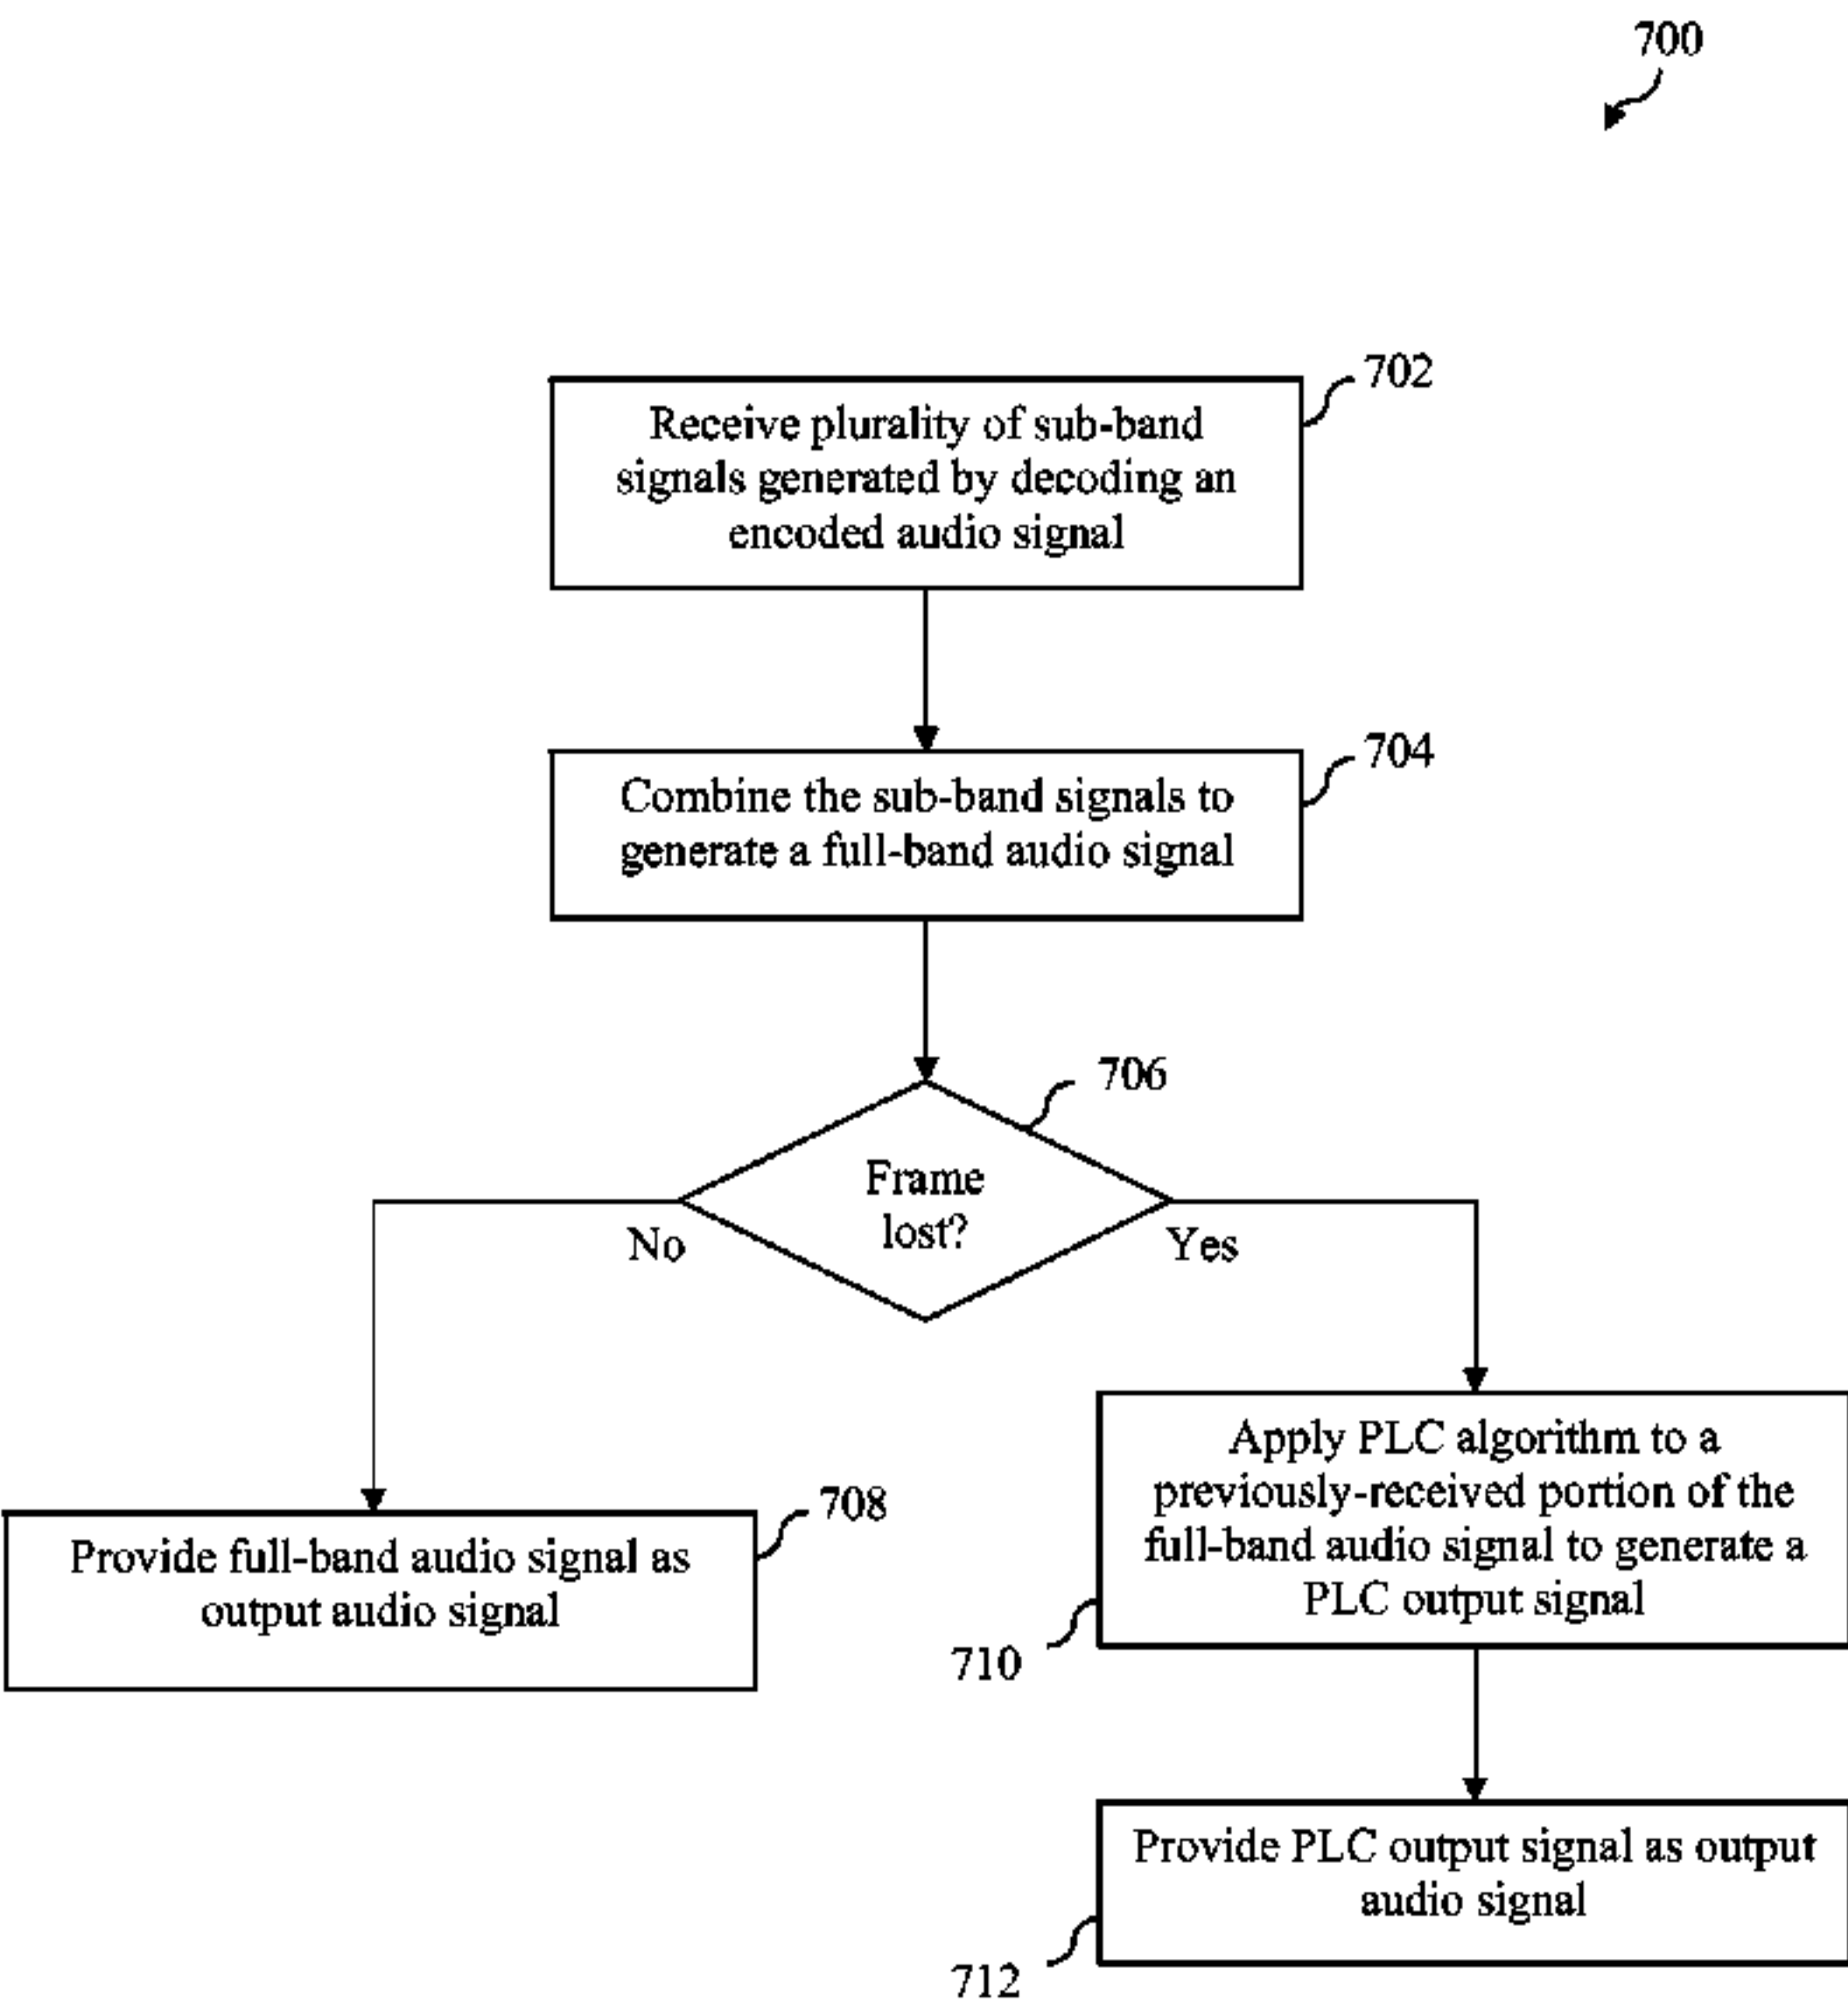 700
702
Receive plurality of sub-band
signals generated by decoding an
encoded audio signal
704
Combine the sub-band signals to
generate a full-band audio signal
706
Frame
lost?
No
Yes
708
Provide full-band audio signal as
output audio signal
Apply PLC algorithm to a
previously-received portion of the
full-band audio signal to generate a
PLC output signal
710
Provide PLC output signal as output
audio signal
712